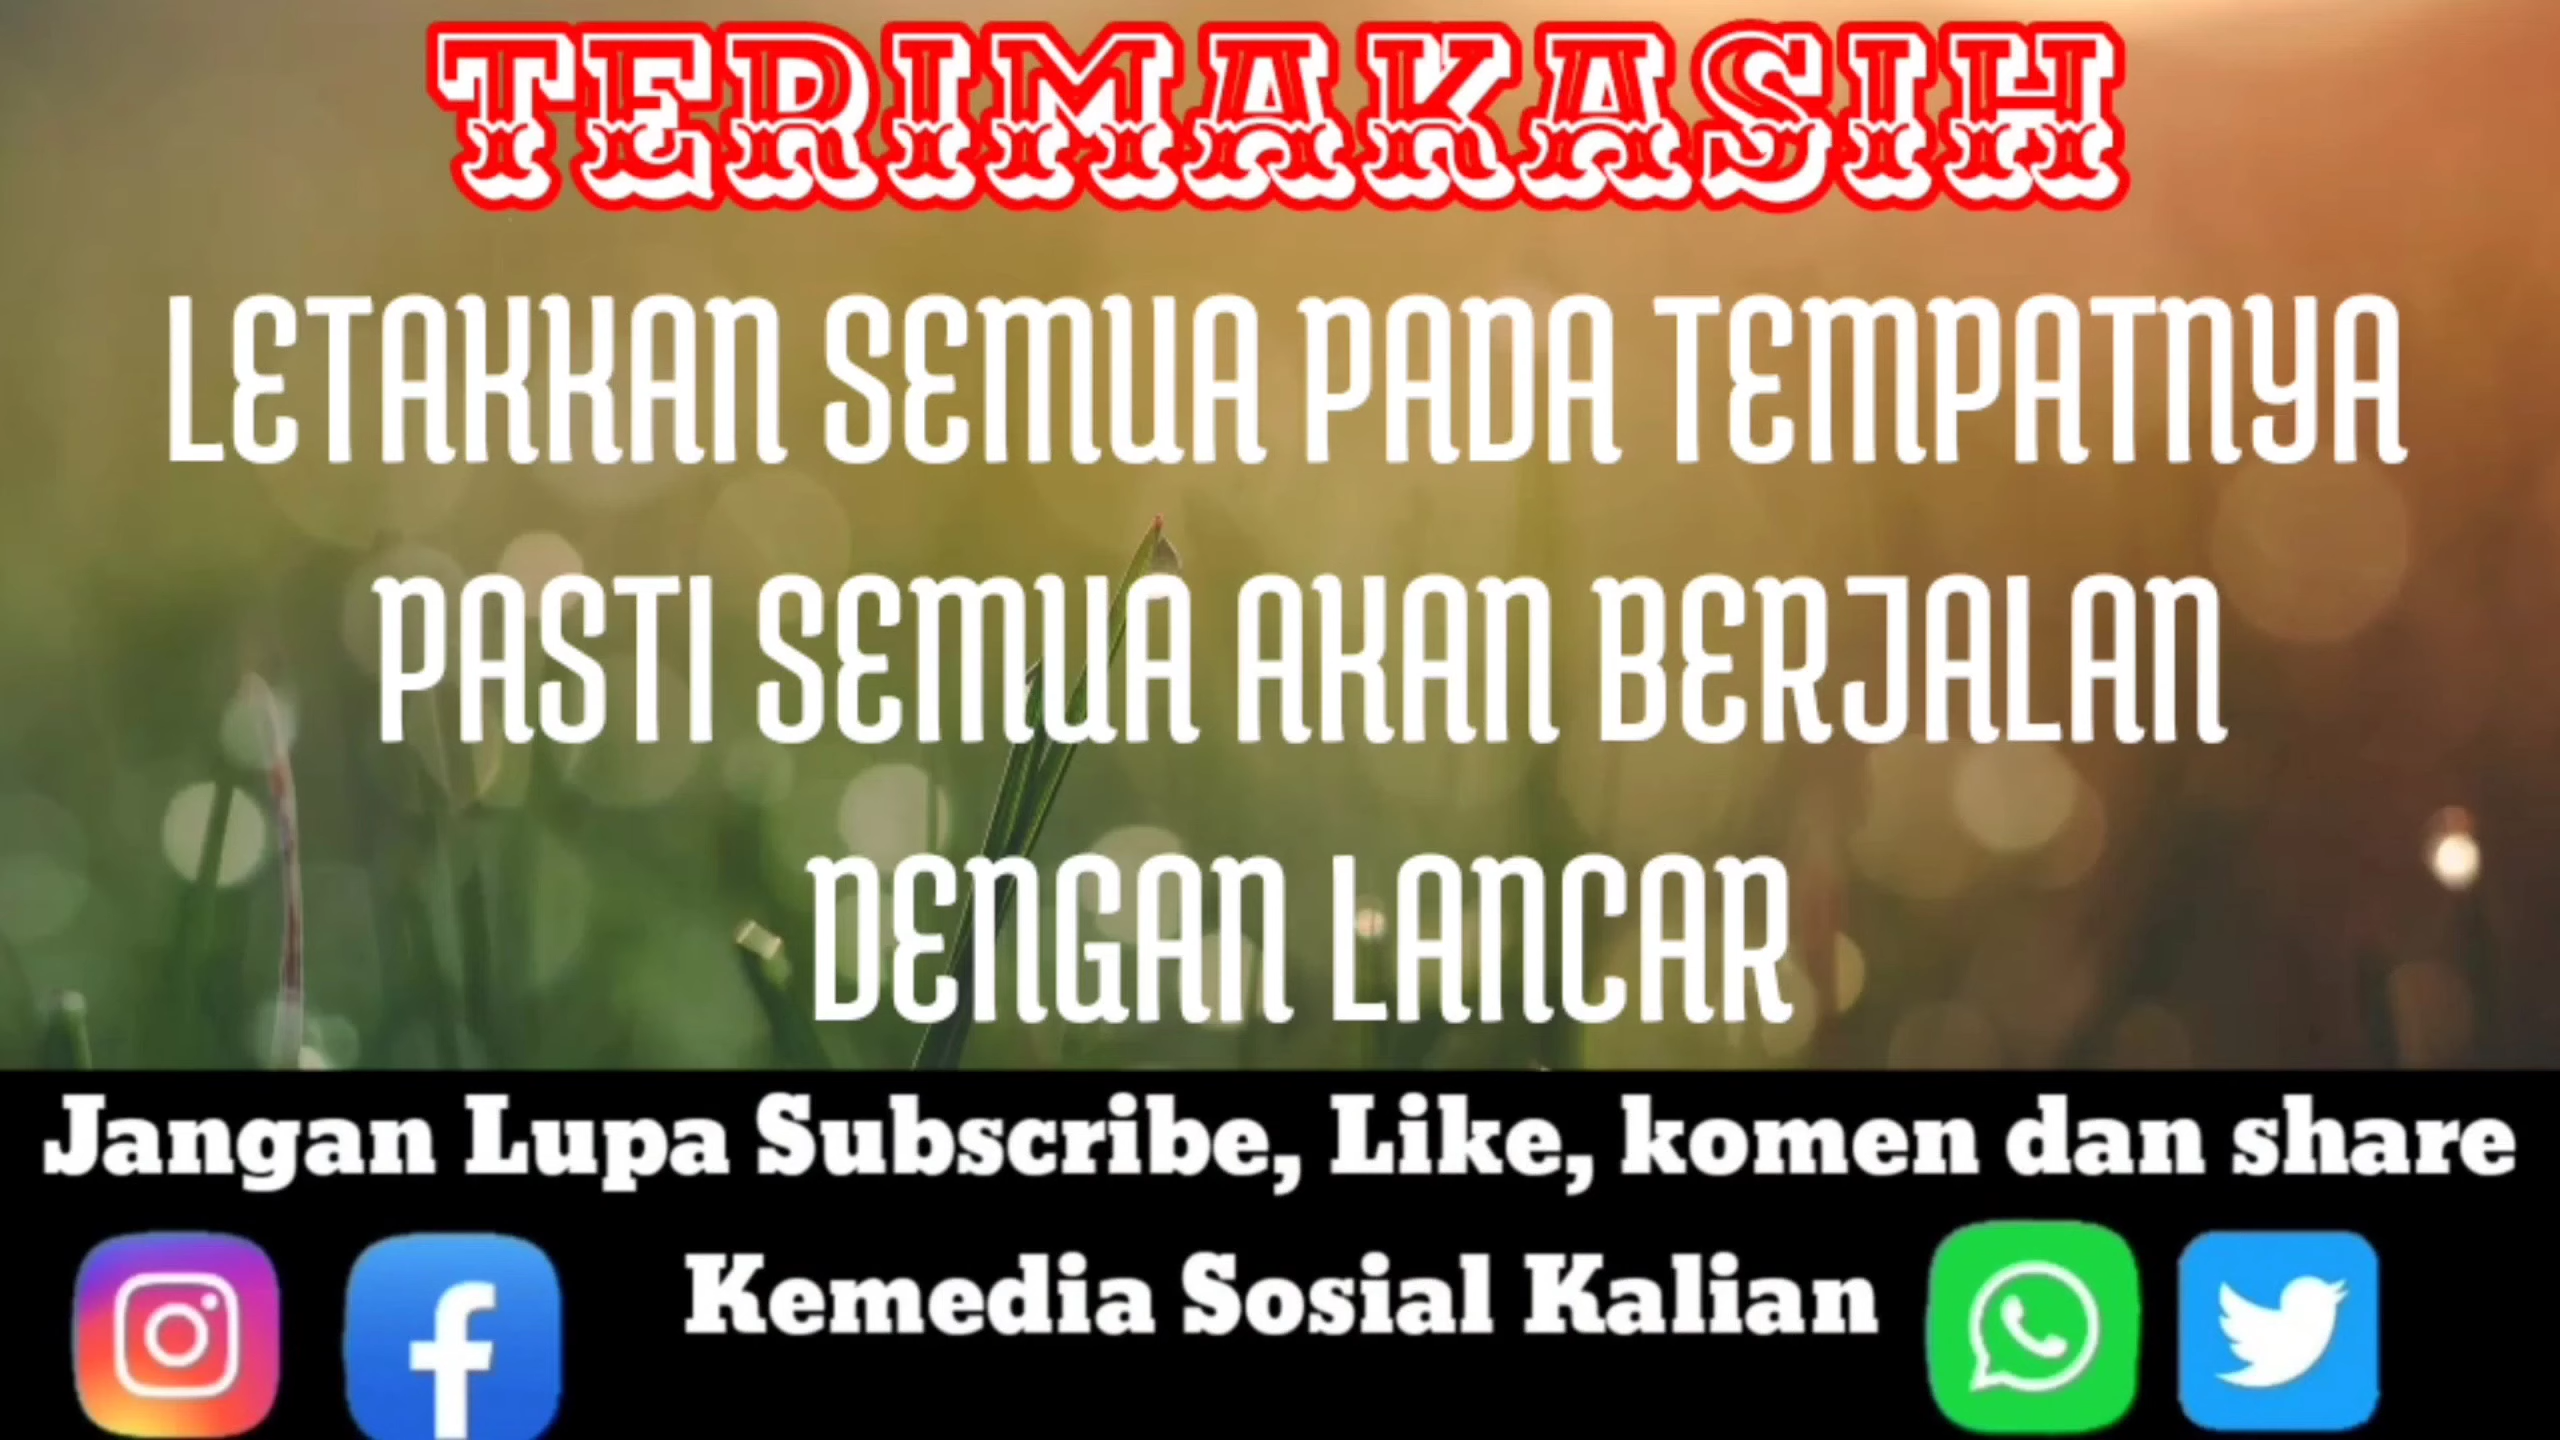 TERIMAKASIH
LETAKKAN SEMUA PADA TEMPATNYA
PASTI SEMUA AKAN BERJALAN
DENGAN LANCAR
Jangan Lupa Subscribe, Like, komen dan share
Kemedia Sosial Kalian